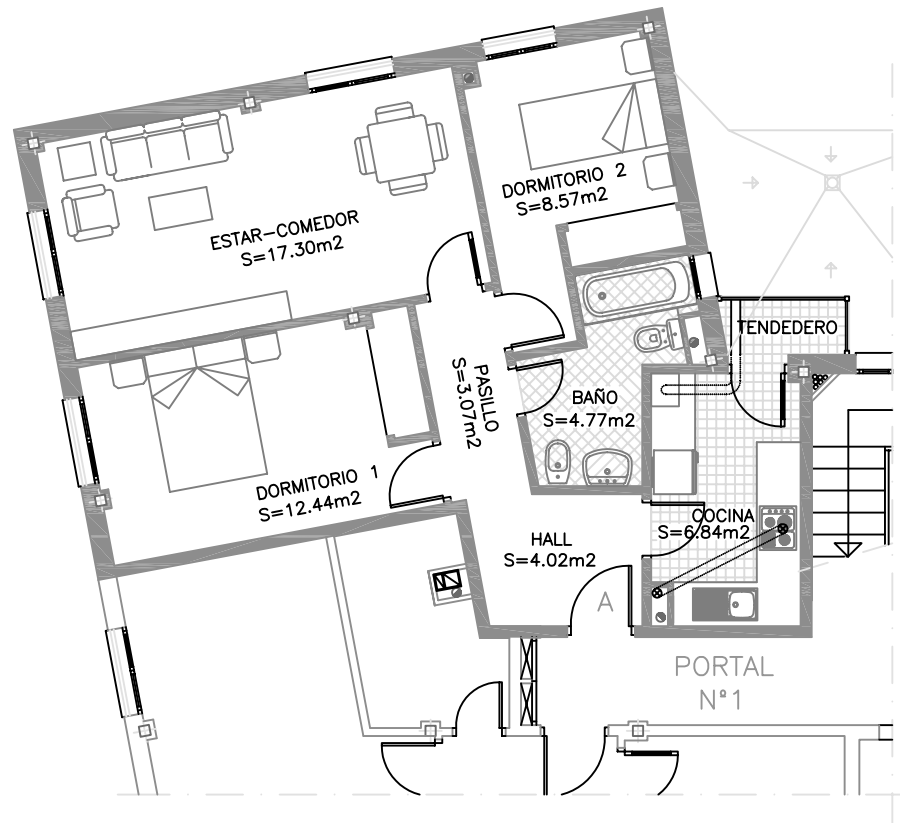 DORMITORIO 2
S=8.57m2
ESTAR-COMEDOR
S=17.30m2
TENDEDERO
PASILLO
S=3.07m2
BAÑO
S=4.77m2
DORMITORIO 1
S=12.44m2
COCINA
S=6.84m2
HALL
S=4.02m2
A
PORTAL
Nº1